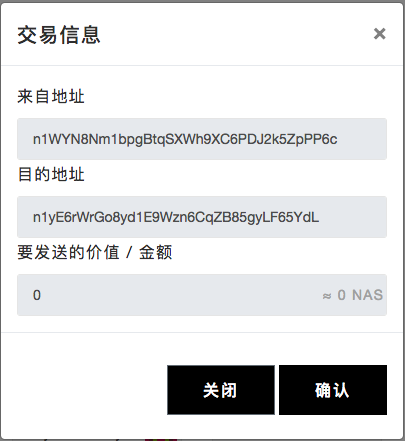 交易信息 ×
来自地址
n1WYN8Nm1bpgBtqSXWh9XC6PDJ2k5ZpPP6c
目的地址
n1yE6rWrGo8yd1E9Wzn6CqZB85gyLF65YdL
要发送的价值 / 金额
0 ≈ 0 NAS
关闭 确认